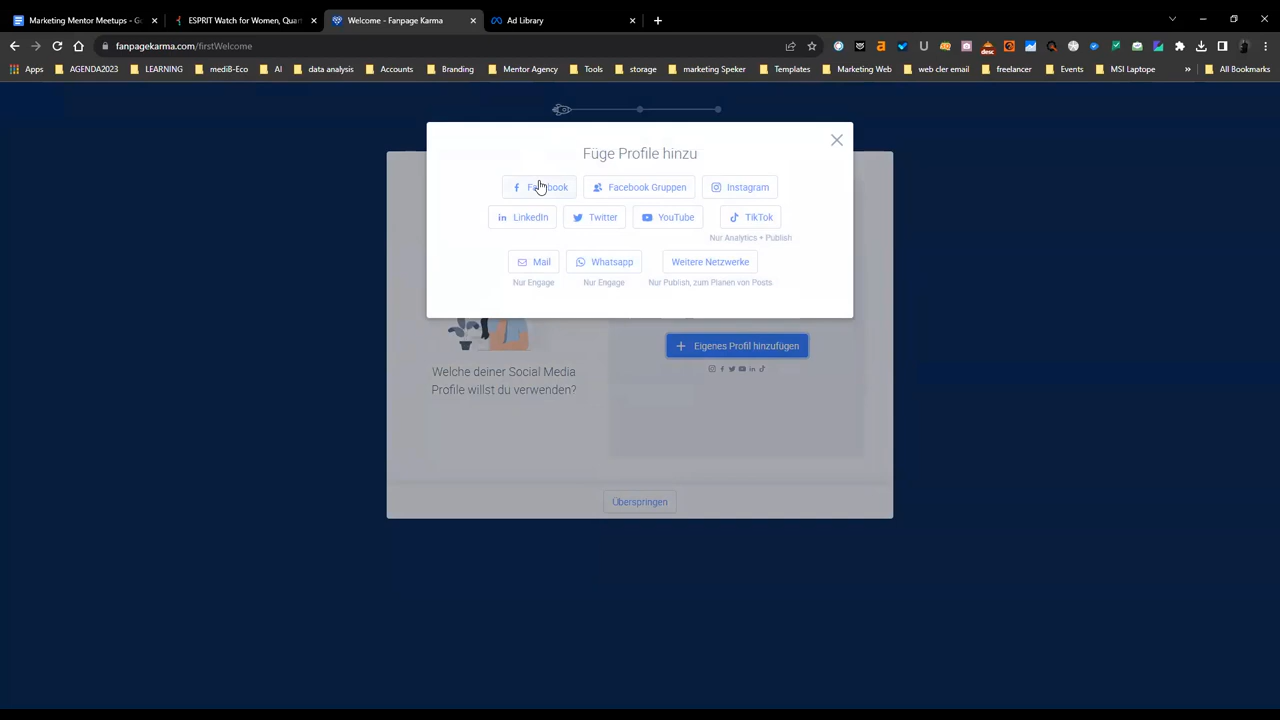 Marketing Mentor Meetups - G
ESPRIT Watch for Women, Quar
Welcome - Fanpage Karma
Ad Library
fanpagekarma.com/firstWelcome
Apps
AGENDA2023
LEARNING
mediB-Eco
AI
data analysis
Accounts
Branding
Mentor Agency
Tools
storage
marketing Speker
Templates
Marketing Web
web cler email
freelancer
Events
MSI Laptope
»
All Bookmarks
Füge Profile hinzu
Facebook
Facebook Gruppen
Instagram
LinkedIn
Twitter
YouTube
TikTok
Nur Analytics + Publish
Mail
Whatsapp
Weitere Netzwerke
Nur Engage
Nur Engage
Nur Publish, zum Planen von Posts
+ Eigenes Profil hinzufügen
Welche deiner Social Media
Profile willst du verwenden?
Überspringen